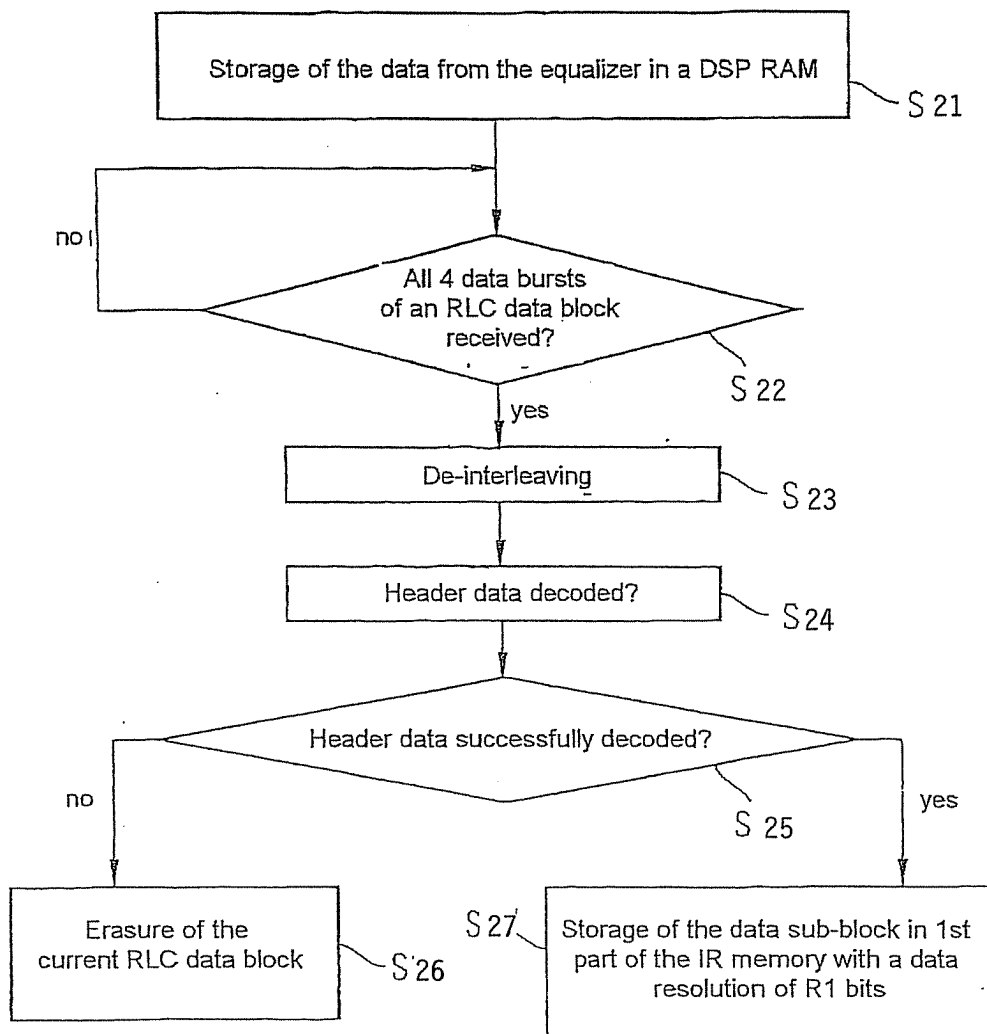 Storage of the data from the equalizer in a DSP RAM
S 21
no
All 4 data bursts
of an RLC data block
received?
S 22
yes
De-interleaving
S 23
Header data decoded?
S 24
Header data successfully decoded?
no
yes
S 25
Erasure of the
current RLC data block
S 26
S 27
Storage of the data sub-block in 1st
part of the IR memory with a data
resolution of R1 bits